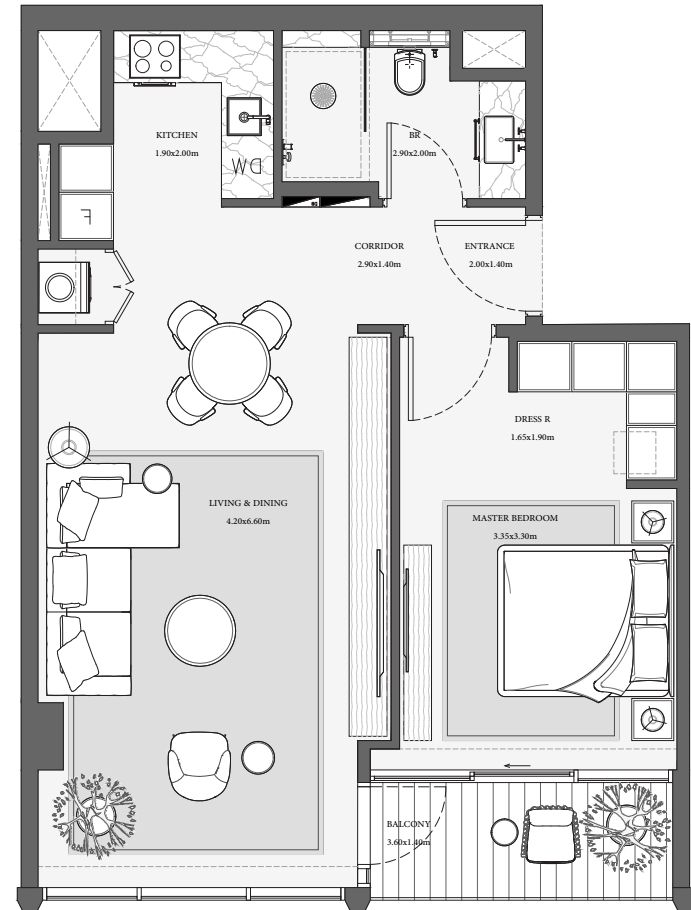 KITCHEN
1.90x2.00m
BR
2.90x2.00m
DW
F
CORRIDOR
2.90x1.40m
ENTRANCE
2.00x1.40m
DRESS R
1.65x1.90m
LIVING & DINING
4.20x6.60m
MASTER BEDROOM
3.35x3.30m
BALCONY
3.60x1.40m